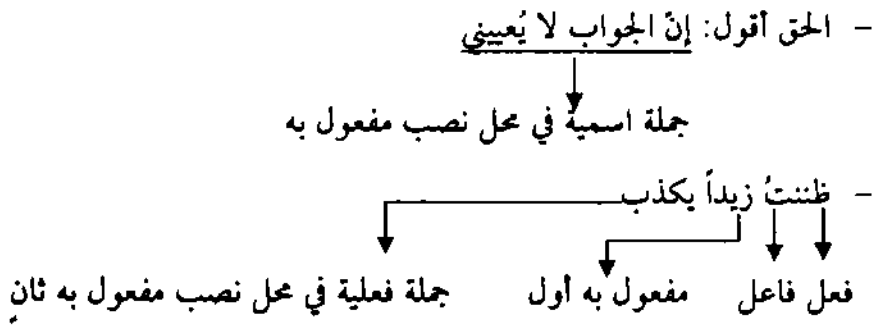 – الحق أقول: إنّ الجواب لا يُعييني
جملة اسمية في محل نصب مفعول به
– ظننتُ زيداً يكذب
فعل فاعل مفعول به أول جملة فعلية في محل نصب مفعول به ثانٍ